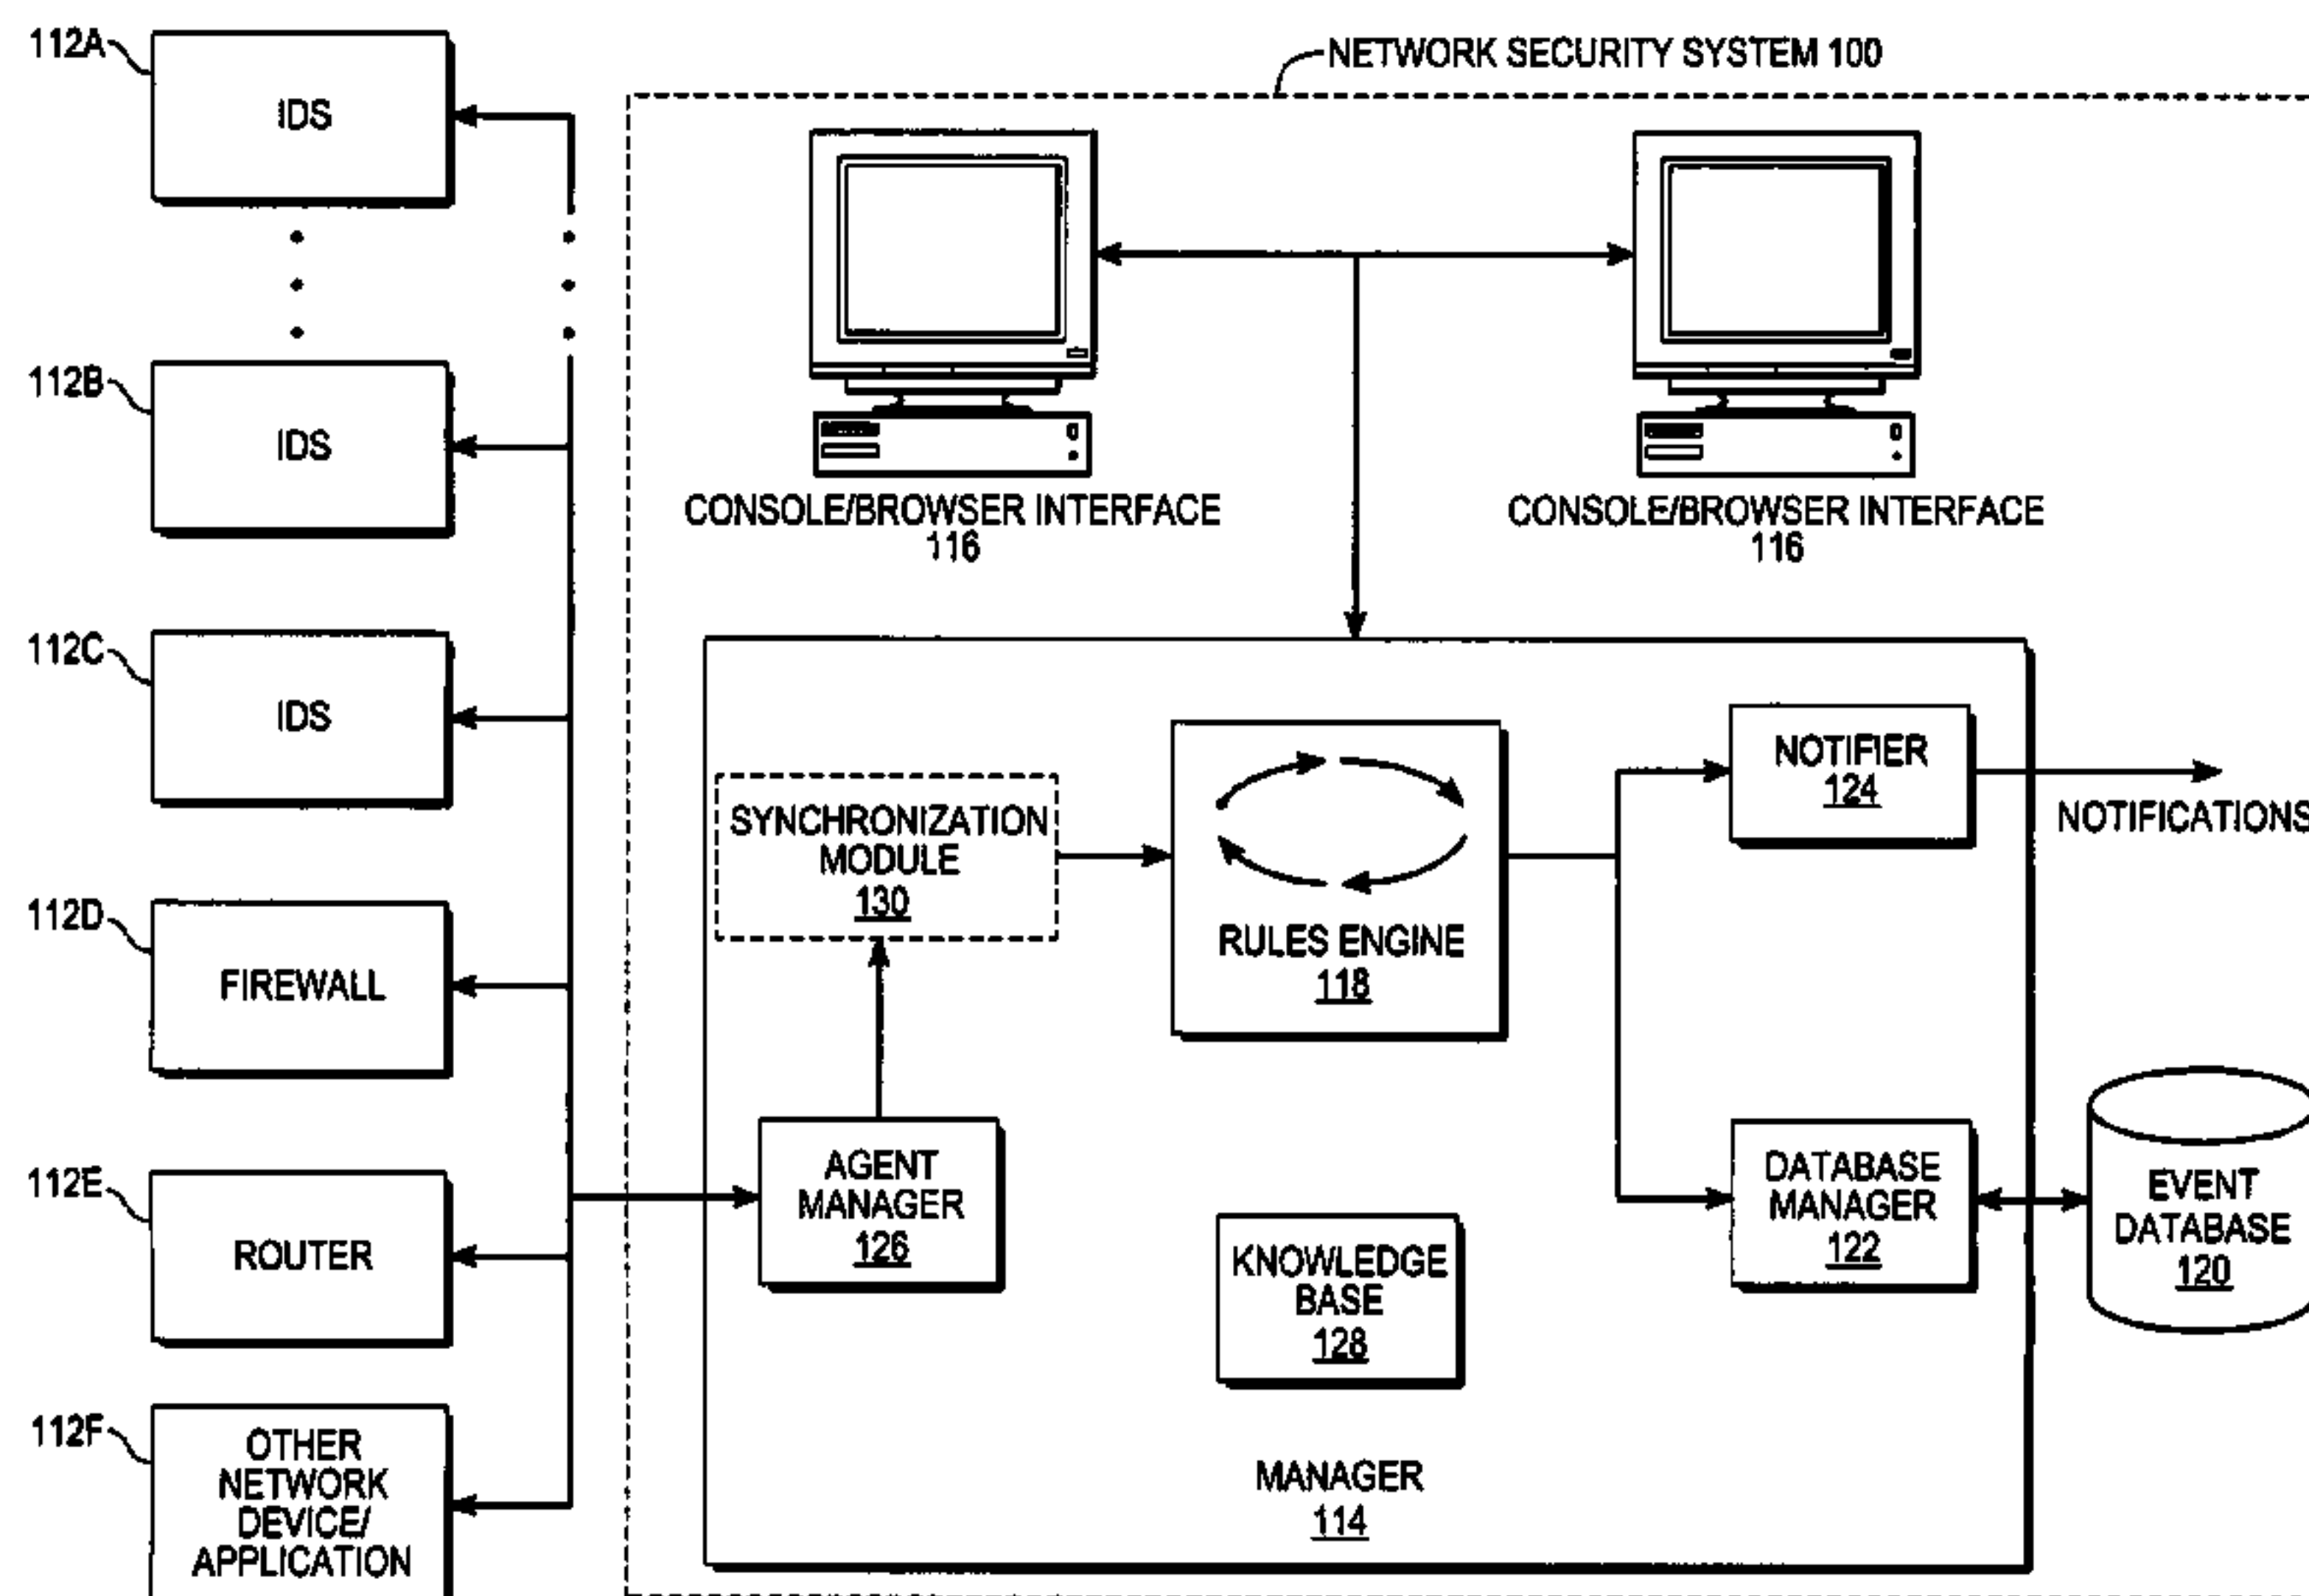 112A
IDS
NETWORK SECURITY SYSTEM 100
112B
IDS
CONSOLE/BROWSER INTERFACE
116
CONSOLE/BROWSER INTERFACE
116
112C
IDS
SYNCHRONIZATION
MODULE
130
RULES ENGINE
118
NOTIFIER
124
NOTIFICATIONS
112D
FIREWALL
112E
ROUTER
AGENT
MANAGER
126
KNOWLEDGE
BASE
128
DATABASE
MANAGER
122
EVENT
DATABASE
120
112F
OTHER
NETWORK
DEVICE/
APPLICATION
MANAGER
114